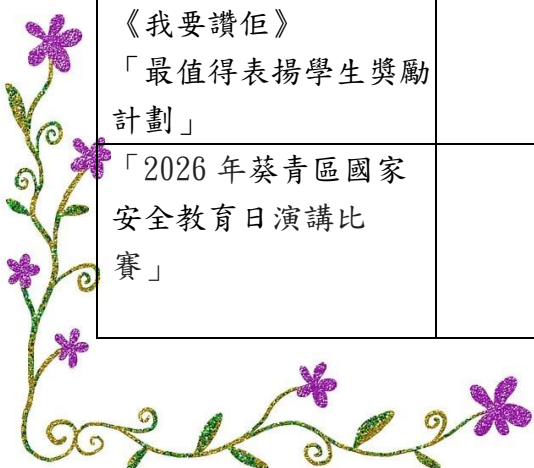 《我要讚佢》
「最值得表揚學生獎勵
計劃」
「2026 年葵青區國家
安全教育日演講比
賽」